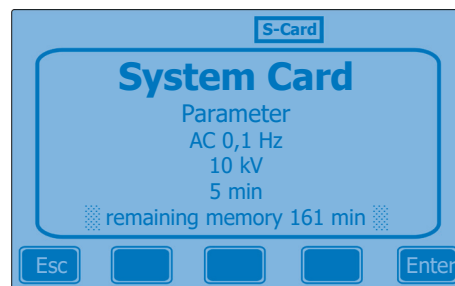 S-Card
System Card
Parameter
AC 0,1 Hz
10 kV
5 min
remaining memory 161 min
Esc
Enter